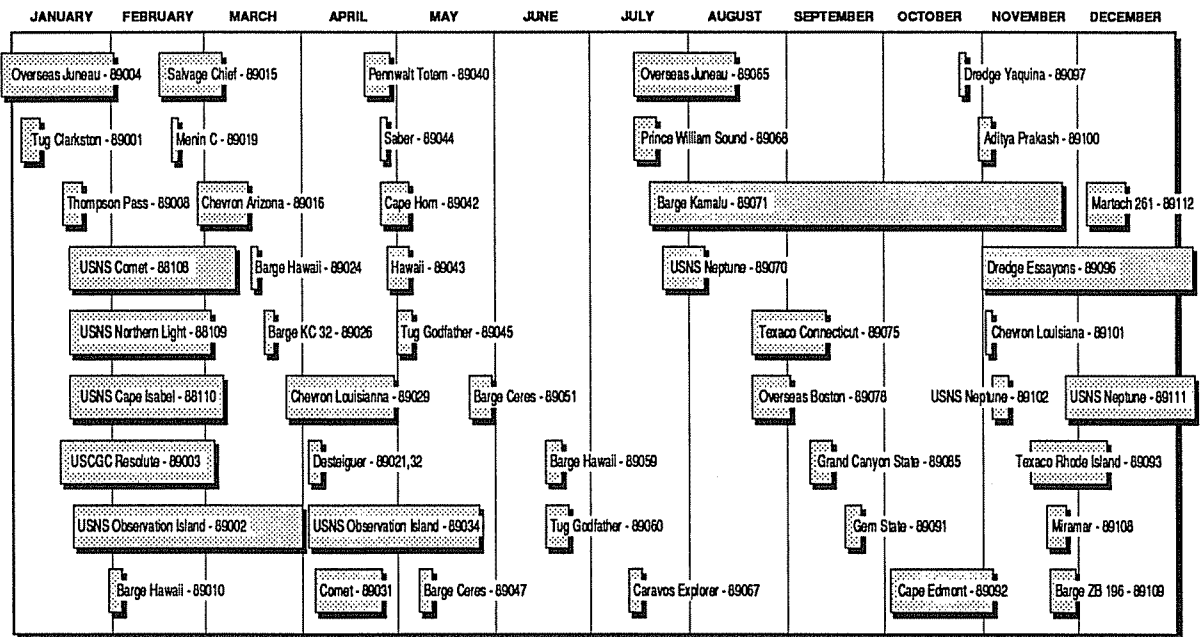 JANUARY FEBRUARY MARCH APRIL MAY JUNE JULY AUGUST SEPTEMBER OCTOBER NOVEMBER DECEMBER
Overseas Juneau - 89004 Salvage Chief - 89015 Pennwalt Totem - 89040 Overseas Juneau - 89065 Dredge Yaquina - 89097
Tug Clarkston - 89001 Menin C - 89019 Saber - 89044 Prince William Sound - 89068 Aditya Prakash - 89100
Thompson Pass - 89008 Chevron Arizona - 89016 Cape Horn - 89042 Barge Kamalu - 89071 Martech 261 - 89112
USNS Comet - 88108 Barge Hawaii - 89024 Hawaii - 89043 USNS Neptune - 89070 Dredge Essayons - 89096
USNS Northern Light - 88109 Barge KC 32 - 89026 Tug Godfather - 89045 Texaco Connecticut - 89075 Chevron Louisiana - 89101
USNS Cape Isabel - 88110 Chevron Louisianna - 89029 Barge Ceres - 89051 Overseas Boston - 89078 USNS Neptune - 89102 USNS Neptune - 89111
USCGC Resolute - 89003 Desteiguer - 89021,32 Barge Hawaii - 89059 Grand Canyon State - 89085 Texaco Rhode Island - 89093
USNS Observation Island - 89002 USNS Observation Island - 89034 Tug Godfather - 89060 Gem State - 89091 Miramar - 89108
Barge Hawaii - 89010 Comet - 89031 Barge Ceres - 89047 Caravos Explorer - 89067 Cape Edmont - 89092 Barge ZB 196 - 89109